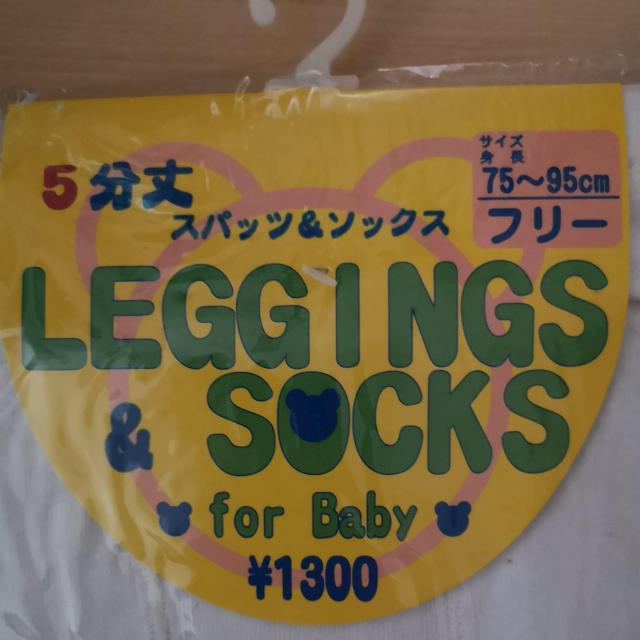 サイズ
身長
75〜95cm
フリー
5分丈
スパッツ&ソックス
LEGGINGS
& SOCKS
for Baby
¥1300